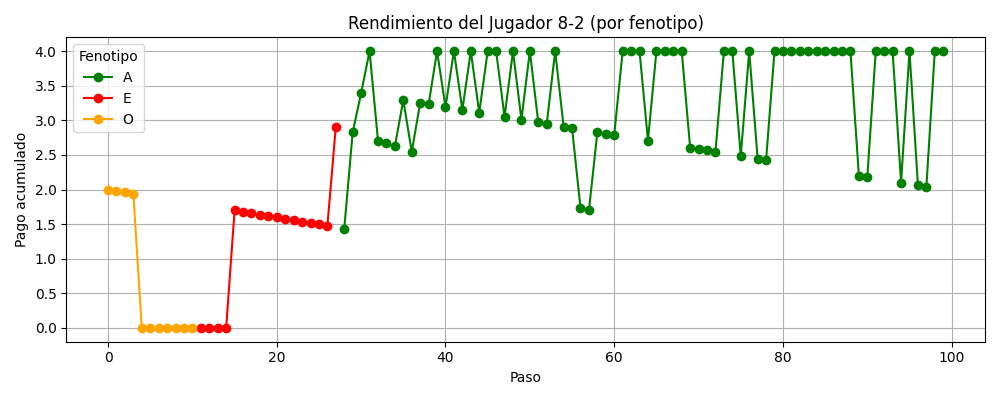 Rendimiento del Jugador 8-2 (por fenotipo)
Fenotipo
A
E
O
Pago acumulado
4.0
3.5
3.0
2.5
2.0
1.5
1.0
0.5
0.0
0 20 40 60 80 100
Paso